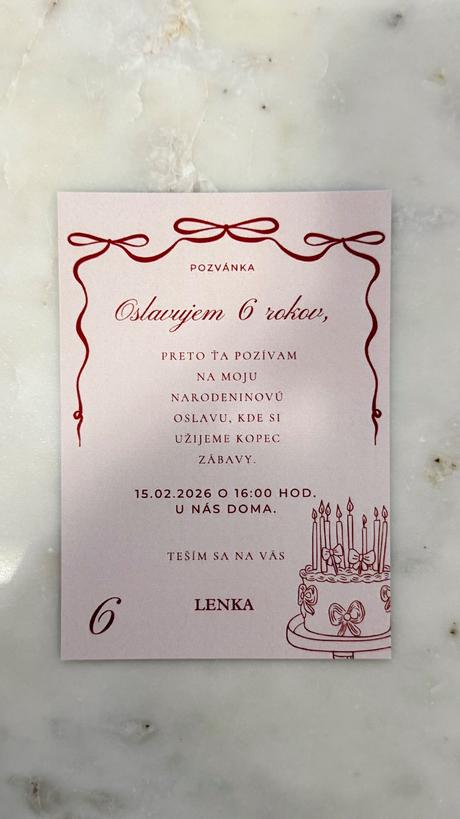 POZVÁNKA
Oslavujem 6 rokov,
PRETO ŤA POZÍVAM
NA MOJU
NARODENINOVÚ
OSLAVU, KDE SI
UŽIJEME KOPEC
ZÁBAVY.
15.02.2026 O 16:00 HOD.
U NÁS DOMA.
TEŠÍM SA NA VÁS
LENKA
6